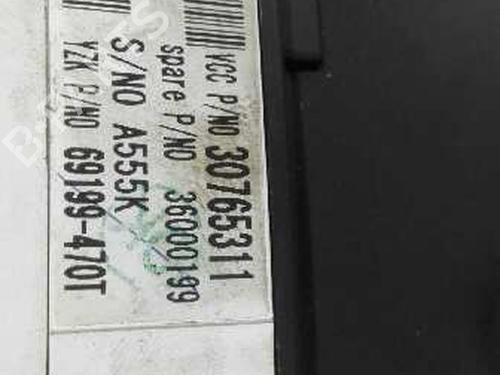 VCC P/NO 30765311
spare P/NO 36000199
S/NO A555K
YZK P/NO 69199-470T